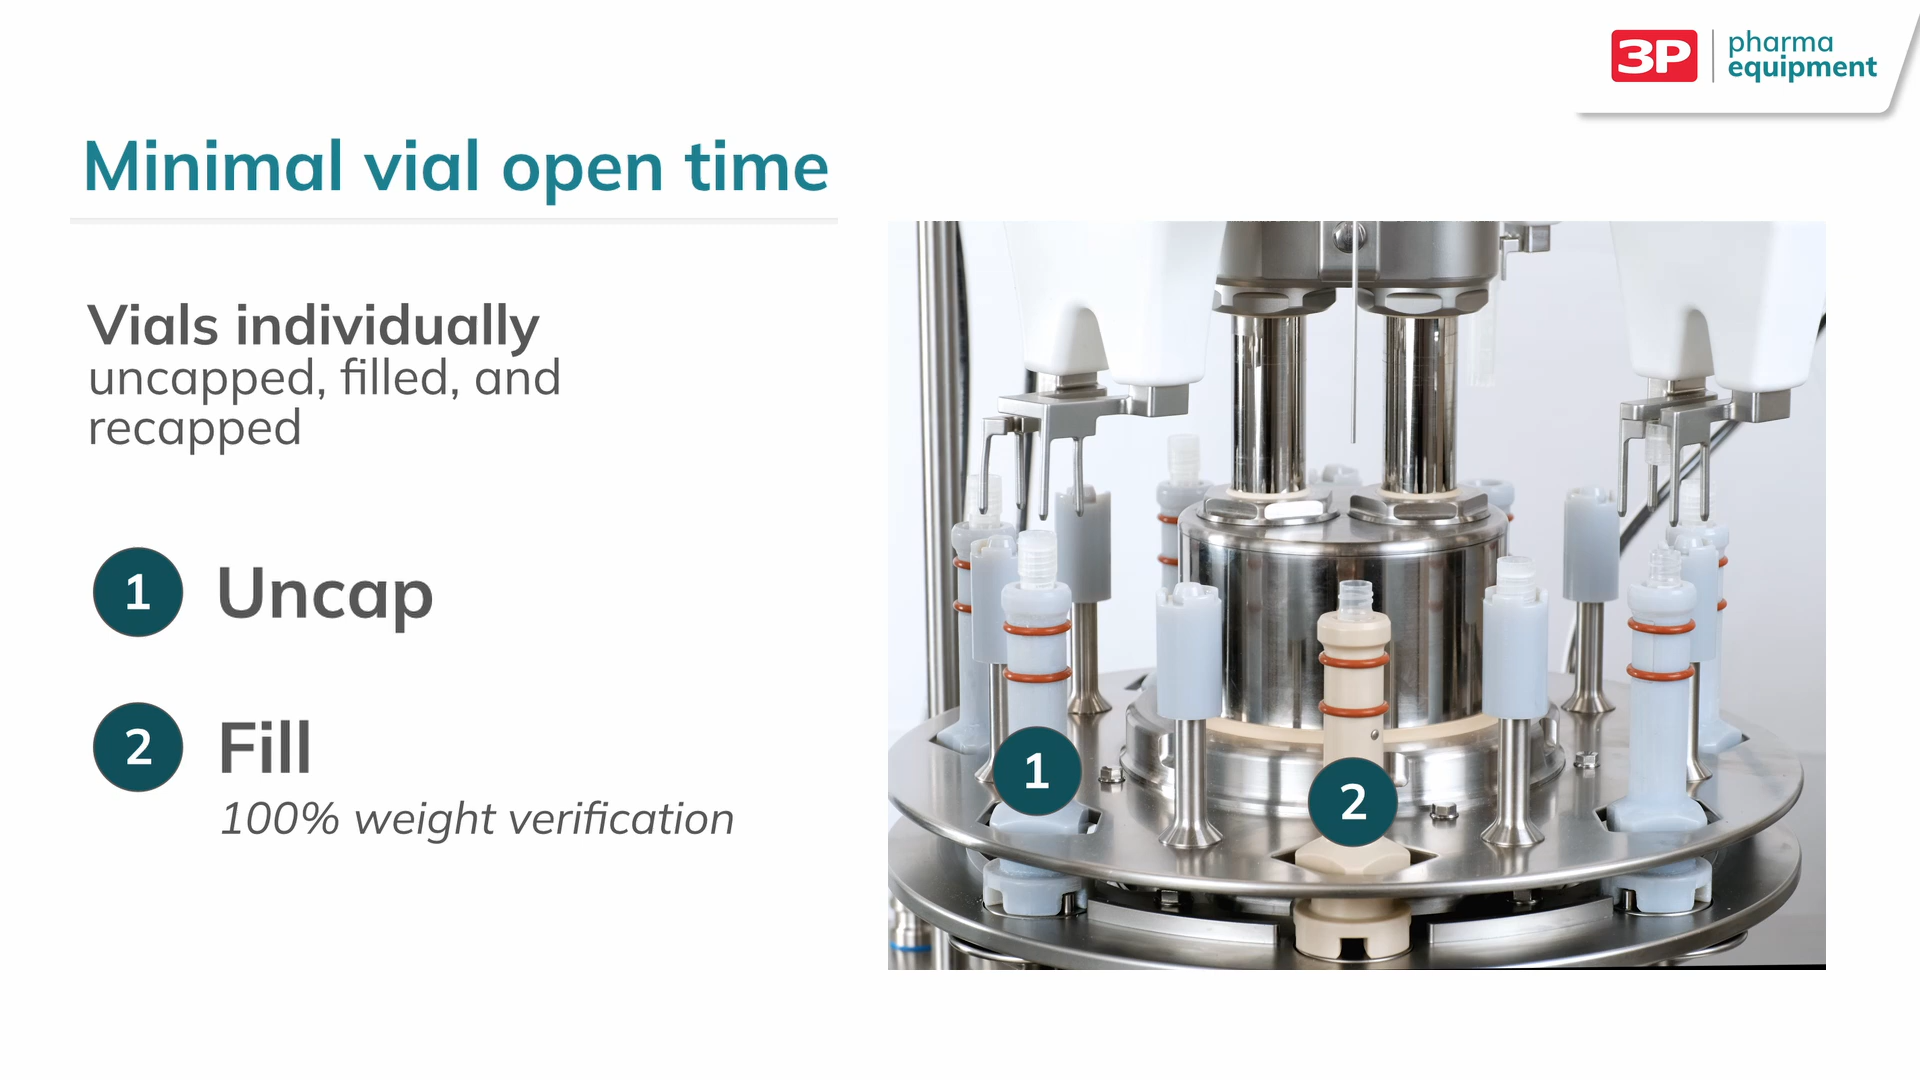 3P pharma
equipment
Minimal vial open time
Vials individually
uncapped, filled, and
recapped
1 Uncap
2 Fill
100% weight verification
1
2